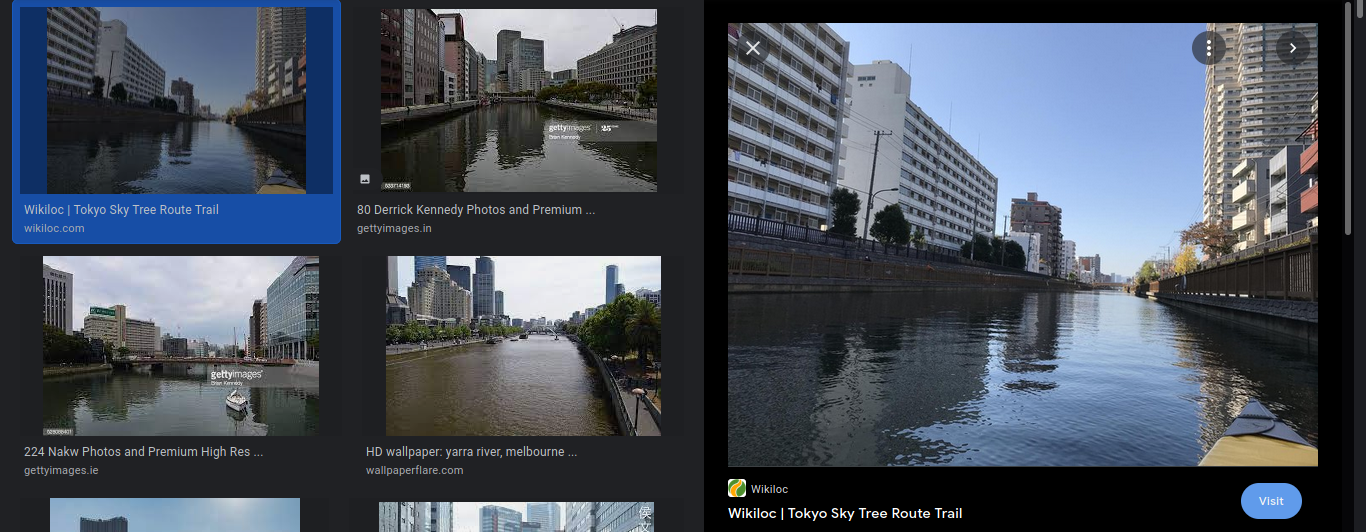 Wikiloc | Tokyo Sky Tree Route Trail
wikiloc.com
gettyimages
Brian Kennedy
80 Derrick Kennedy Photos and Premium ...
gettyimages.in
gettyimages
Brian Kennedy
224 Nakw Photos and Premium High Res ...
gettyimages.ie
HD wallpaper: yarra river, melbourne ...
wallpaperflare.com
Wikiloc
Visit
Wikiloc | Tokyo Sky Tree Route Trail